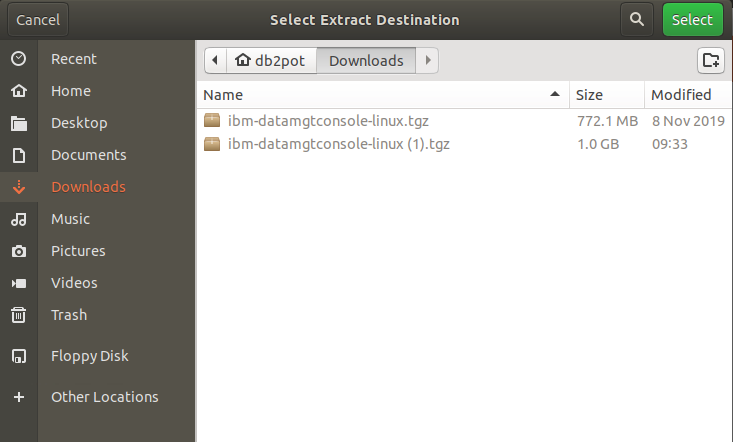 Cancel Select Extract Destination Select
Recent
Home
Desktop
Documents
Downloads
Music
Pictures
Videos
Trash
Floppy Disk
Other Locations
db2pot Downloads
Name Size Modified
ibm-datamgtconsole-linux.tgz 772.1 MB 8 Nov 2019
ibm-datamgtconsole-linux (1).tgz 1.0 GB 09:33